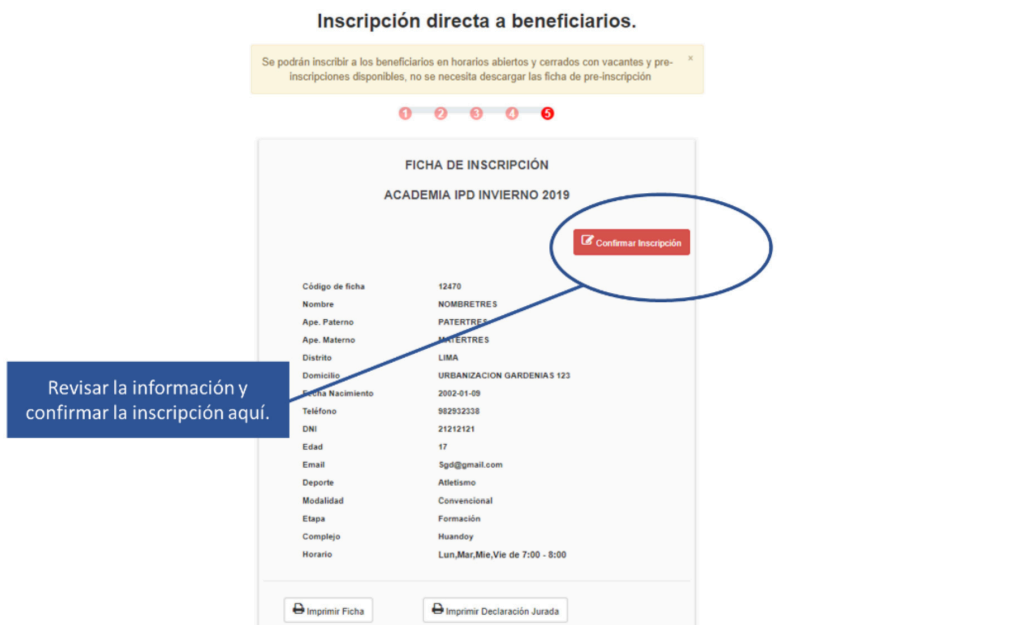 Inscripción directa a beneficiarios.
Se podrán inscribir a los beneficiarios en horarios abiertos y cerrados con vacantes y pre-
inscripciones disponibles, no se necesita descargar las ficha de pre-inscripción
×
1 2 3 4 5
FICHA DE INSCRIPCIÓN
ACADEMIA IPD INVIERNO 2019
Confirmar Inscripción
Código de ficha 12470
Nombre NOMBRETRES
Ape. Paterno PATERTRES
Ape. Materno MATERTRES
Distrito LIMA
Domicilio URBANIZACION GARDENIAS 123
Fecha Nacimiento 2002-01-09
Teléfono 982932338
DNI 21212121
Edad 17
Email Sgd@gmail.com
Deporte Atletismo
Modalidad Convencional
Etapa Formación
Complejo Huandoy
Horario Lun,Mar,Mie,Vie de 7:00 - 8:00
Revisar la información y
confirmar la inscripción aquí.
Imprimir Ficha
Imprimir Declaración Jurada